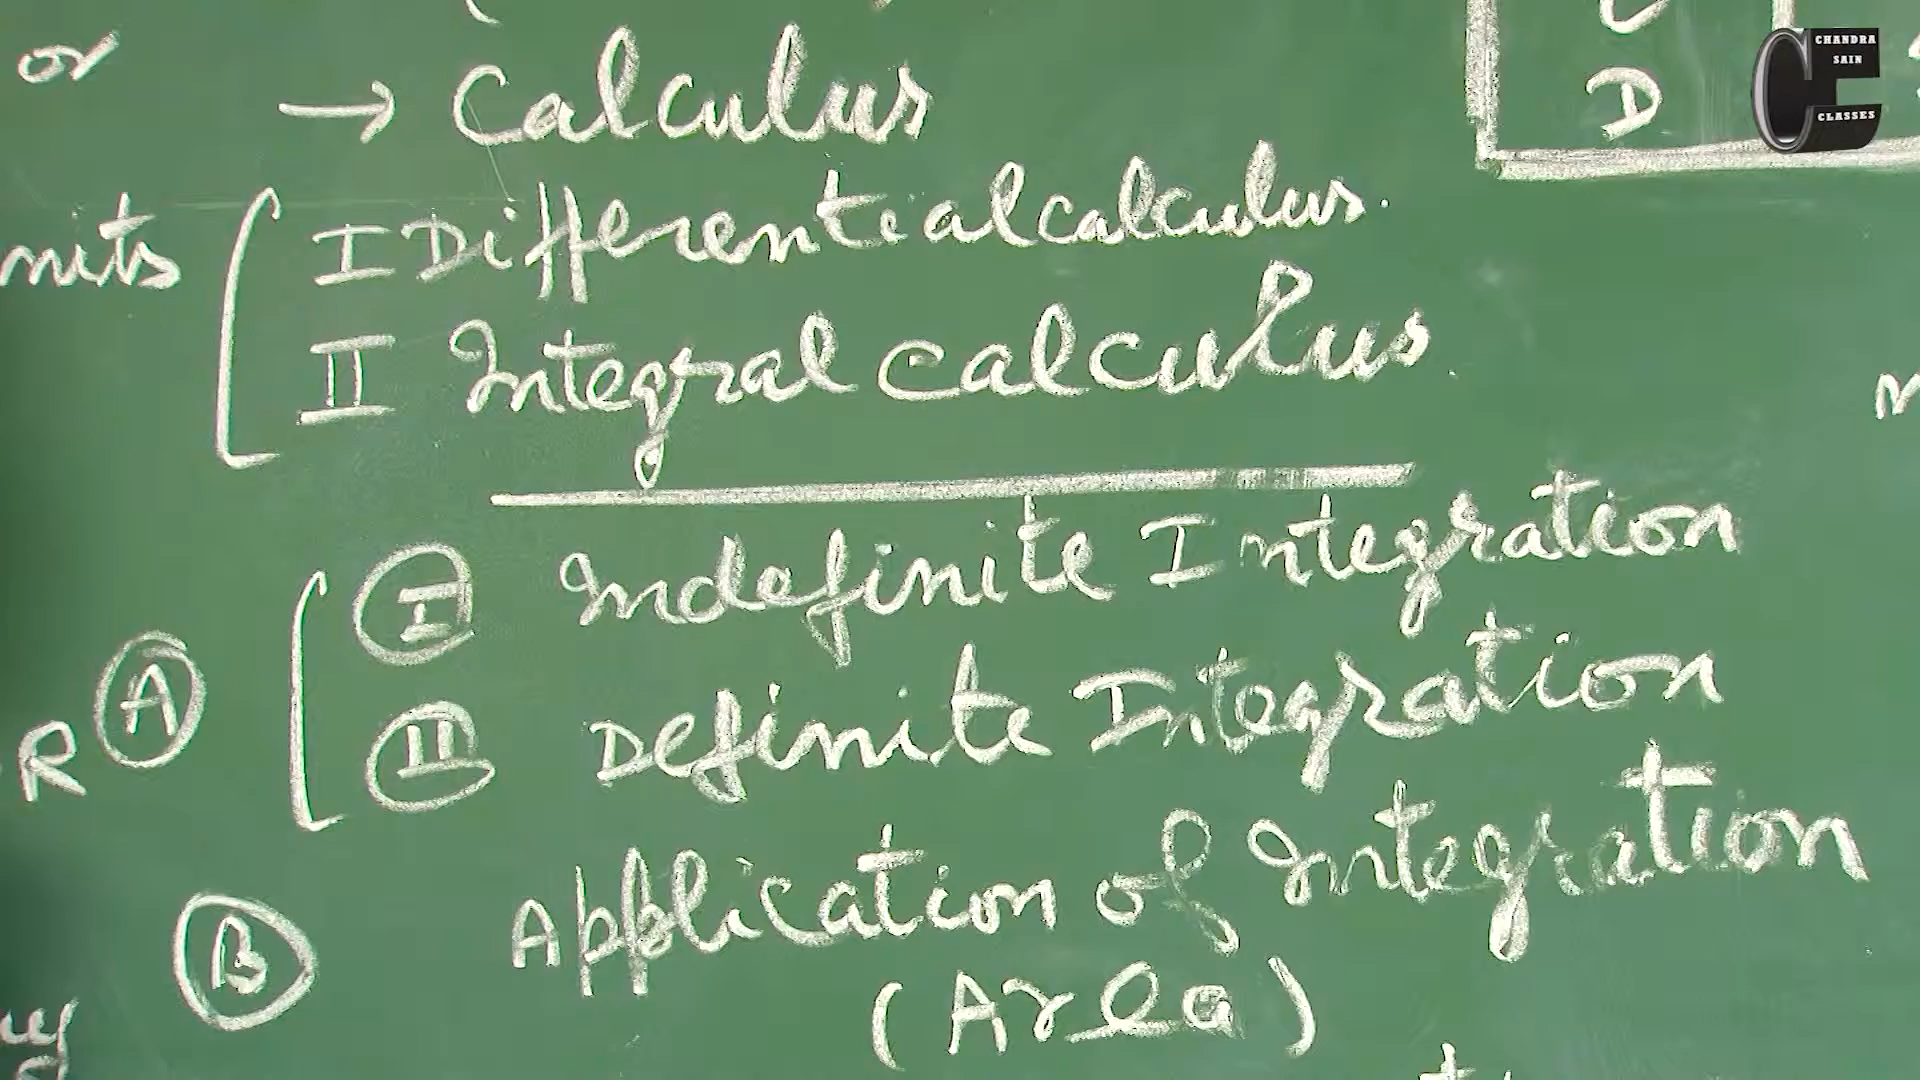 or
→ Calculus
I Differential calculus.
II Integral calculus.
I Indefinite Integration
II Definite Integration
R A
B Application of Integration
(Area)
D
CHANDRA
SAIN
CLASSES